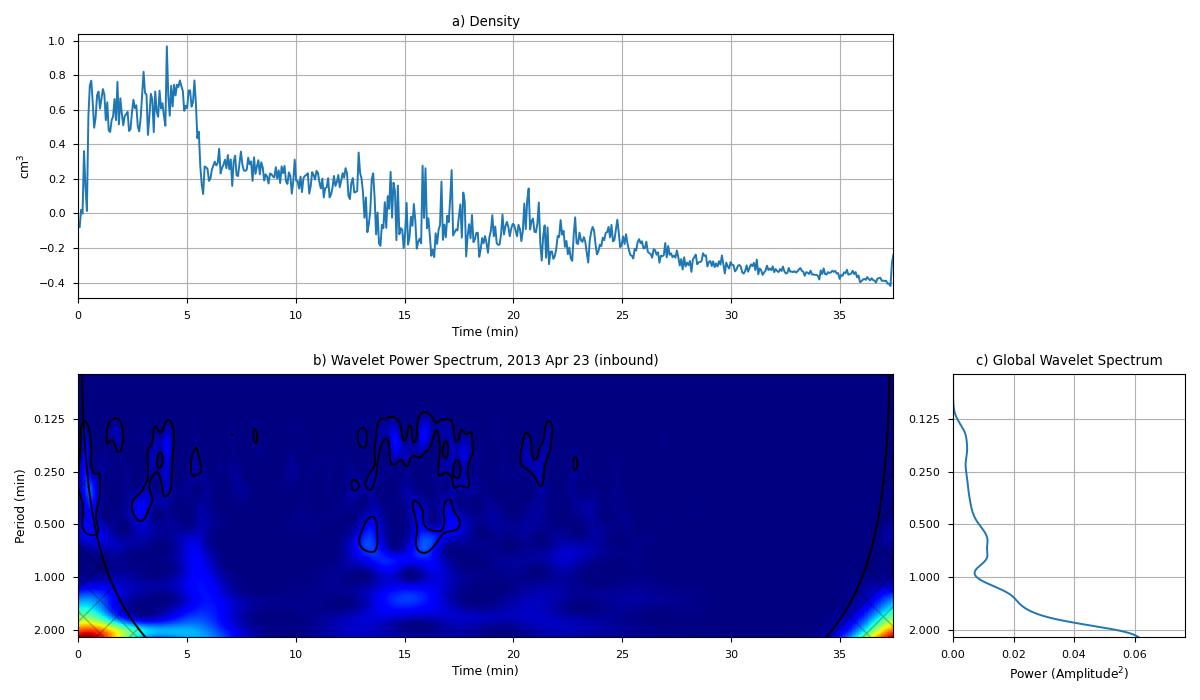 a) Density
1.0
0.8
0.6
0.4
0.2
0.0
−0.2
−0.4
cm³
0 5 10 15 20 25 30 35
Time (min)
b) Wavelet Power Spectrum, 2013 Apr 23 (inbound)
0.125
0.250
0.500
1.000
2.000
Period (min)
0 5 10 15 20 25 30 35
Time (min)
c) Global Wavelet Spectrum
0.125
0.250
0.500
1.000
2.000
0.00 0.02 0.04 0.06
Power (Amplitude²)